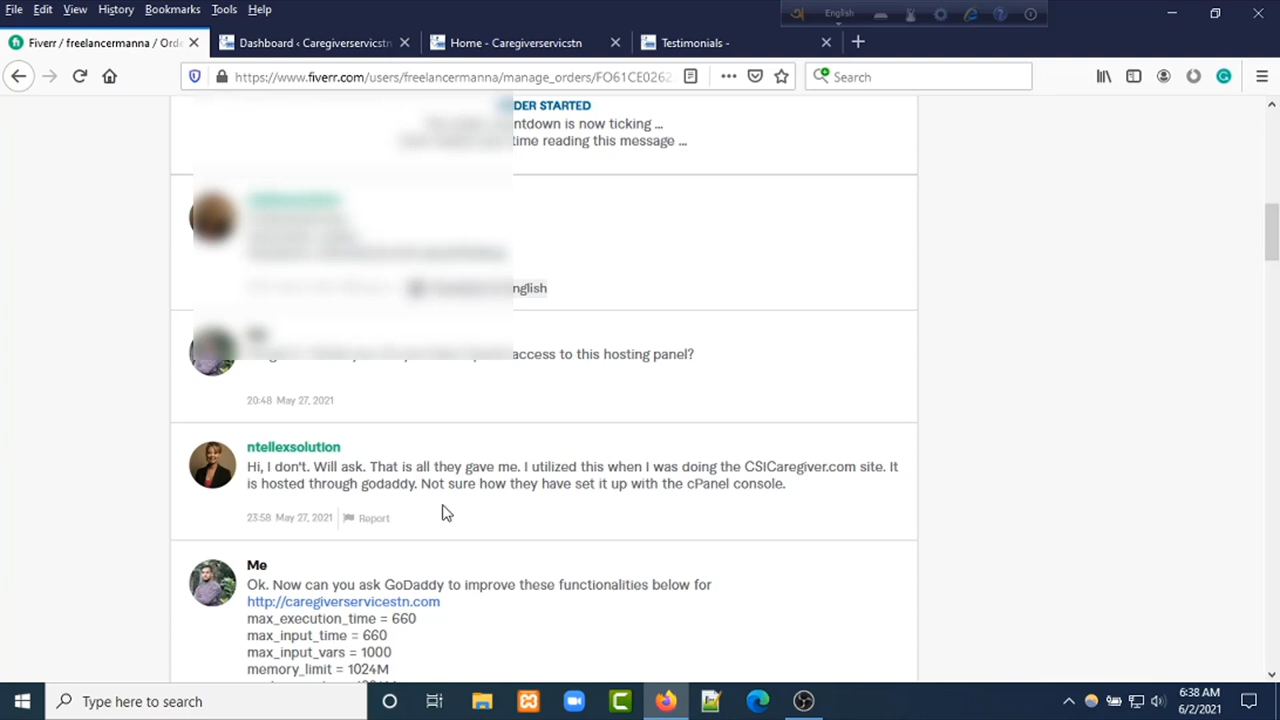 File Edit View History Bookmarks Tools Help
English
Fiverr / freelancermanna / Orde
Dashboard ‹ Caregiverservicestn
Home - Caregiverservicstn
Testimonials -
https://www.fiverr.com/users/freelancermanna/manage_orders/FO61CE0262
Search
DER STARTED
ntdown is now ticking ...
time reading this message ...
nglish
access to this hosting panel?
20:48 May 27, 2021
ntellexsolution
Hi, I don't. Will ask. That is all they gave me. I utilized this when I was doing the CSICaregiver.com site. It
is hosted through godaddy. Not sure how they have set it up with the cPanel console.
23:58 May 27, 2021 Report
Me
Ok. Now can you ask GoDaddy to improve these functionalities below for
http://caregiverservicestn.com
max_execution_time = 660
max_input_time = 660
max_input_vars = 1000
memory_limit = 1024M
Type here to search
6:38 AM
6/2/2021